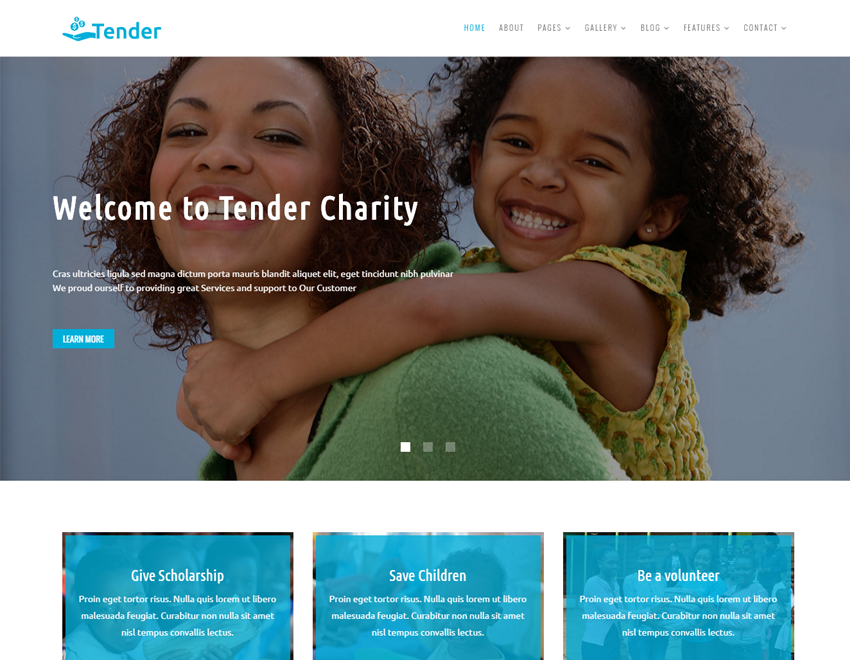 Tender
HOME ABOUT PAGES GALLERY BLOG FEATURES CONTACT
Welcome to Tender Charity
Cras ultricies ligula sed magna dictum porta mauris blandit aliquet elit, eget tincidunt nibh pulvinar
We proud ourself to providing great Services and support to Our Customer
LEARN MORE
Give Scholarship
Proin eget tortor risus. Nulla quis lorem ut libero
malesuada feugiat. Curabitur non nulla sit amet
nisl tempus convallis lectus.
Save Children
Proin eget tortor risus. Nulla quis lorem ut libero
malesuada feugiat. Curabitur non nulla sit amet
nisl tempus convallis lectus.
Be a volunteer
Proin eget tortor risus. Nulla quis lorem ut libero
malesuada feugiat. Curabitur non nulla sit amet
nisl tempus convallis lectus.